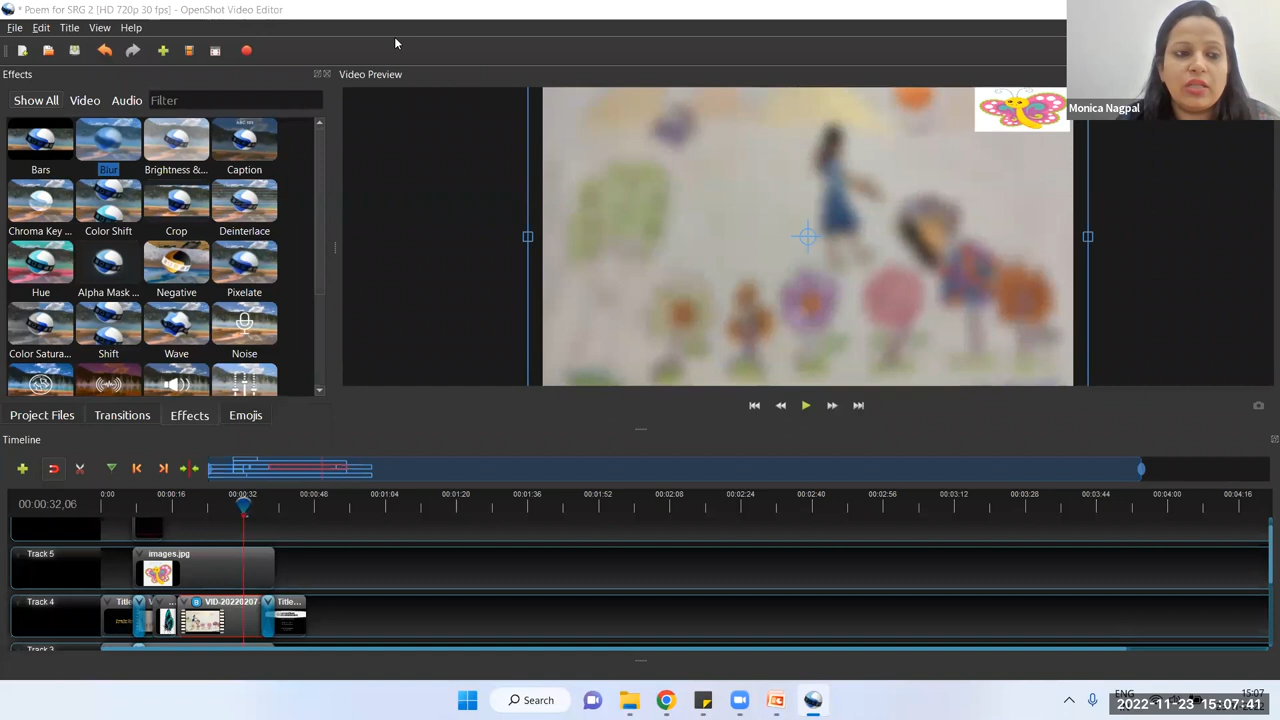 * Poem for SRG 2 [HD 720p 30 fps] - OpenShot Video Editor
File Edit Title View Help
Monica Nagpal
Effects
Video Preview
Show All Video Audio Filter
Bars Blur Brightness &... Caption
Chroma Key ... Color Shift Crop Deinterlace
Hue Alpha Mask ... Negative Pixelate
Color Satura... Shift Wave Noise
Project Files Transitions Effects Emojis
Timeline
00:00:32,06
0:00 00:00:16 00:00:32 00:00:48 00:01:04 00:01:20 00:01:36 00:01:52 00:02:08 00:02:24 00:02:40 00:02:56 00:03:12 00:03:28 00:03:44 00:04:00 00:04:16
Track 5 images.jpg
Track 4 Title VID-20220207 Title...
Track 3
Search
ENG
15:07
2022-11-23 15:07:41